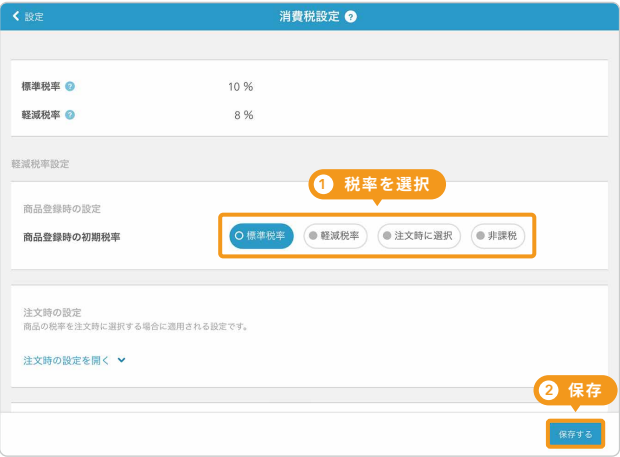 設定
消費税設定 ?
標準税率 ? 10 %
軽減税率 ? 8 %
軽減税率設定
1 税率を選択
商品登録時の設定
商品登録時の初期税率 標準税率 軽減税率 注文時に選択 非課税
注文時の設定
商品の税率を注文時に選択する場合に適用される設定です。
注文時の設定を開く
2 保存
保存する